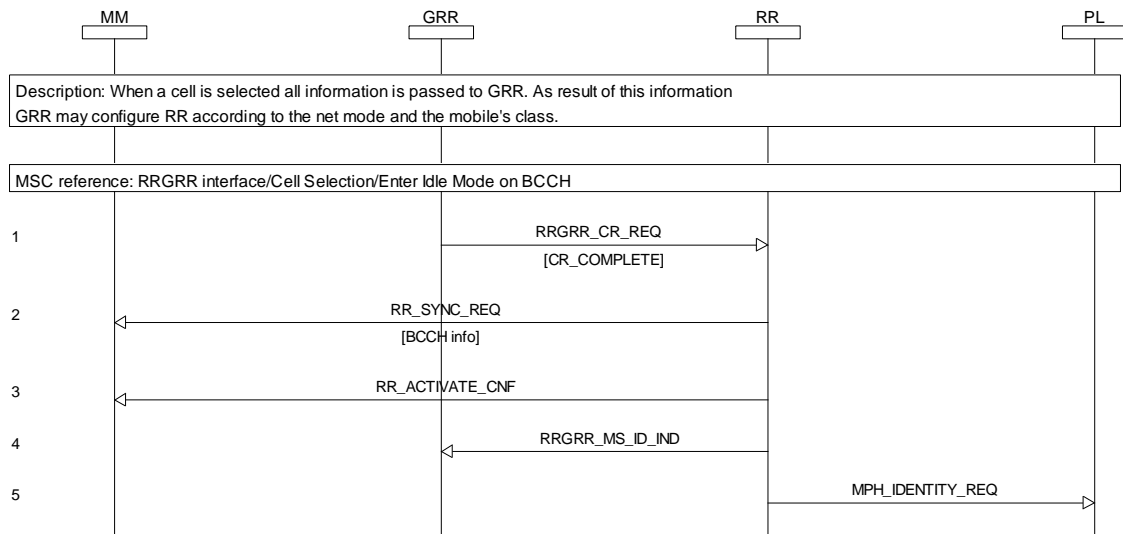 MM GRR RR PL
Description: When a cell is selected all information is passed to GRR. As result of this information
GRR may configure RR according to the net mode and the mobile's class.
MSC reference: RRGRR interface/Cell Selection/Enter Idle Mode on BCCH
1 RRGRR_CR_REQ
[CR_COMPLETE]
2 RR_SYNC_REQ
[BCCH info]
3 RR_ACTIVATE_CNF
4 RRGRR_MS_ID_IND
5 MPH_IDENTITY_REQ